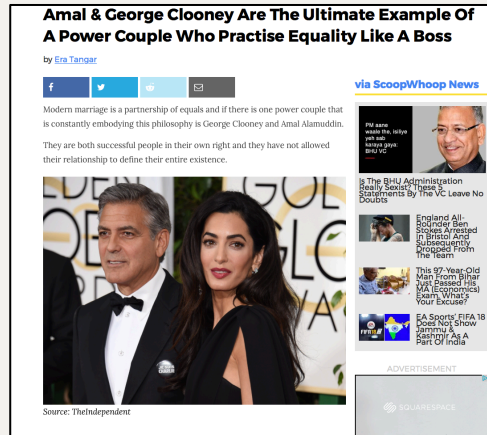 Amal & George Clooney Are The Ultimate Example Of
A Power Couple Who Practise Equality Like A Boss
by Era Tangar
Modern marriage is a partnership of equals and if there is one power couple that
is constantly embodying this philosophy is George Clooney and Amal Alamuddin.
They are both successful people in their own right and they have not allowed
their relationship to define their entire existence.
LDEN
GOL
OB
GLO
WA
Source: TheIndependent
via ScoopWhoop News
PM aane
waale the, isiliye
yeh sab
karaya gaya:
BHU VC
Is The BHU Administration
Really Sexist? These 5
Statements By The VC Leave No
Doubts
England All-
Rounder Ben
Stokes Arrested
In Bristol And
Subsequently
Dropped From
The Team
This 97-Year-Old
Man From Bihar
Just Passed His
MA (Economics)
Exam, What's
Your Excuse?
FIFA 18
EA Sports' FIFA 18
Does Not Show
Jammu &
Kashmir As A
Part Of India
ADVERTISEMENT
SQUARESPACE